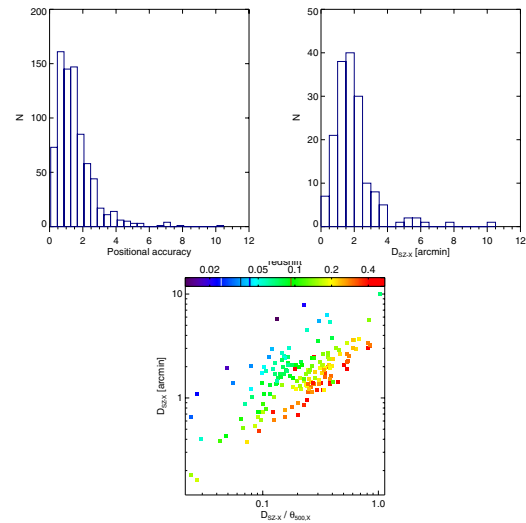 200
150
100
50
0
N
0 2 4 6 8 10 12
Positional accuracy
50
40
30
20
10
0
N
0 2 4 6 8 10 12
D_SZ-X [arcmin]
redshift
0.02 0.05 0.1 0.2 0.4
10
1
D_SZ-X [arcmin]
0.1 1.0
D_SZ-X / θ_500,X